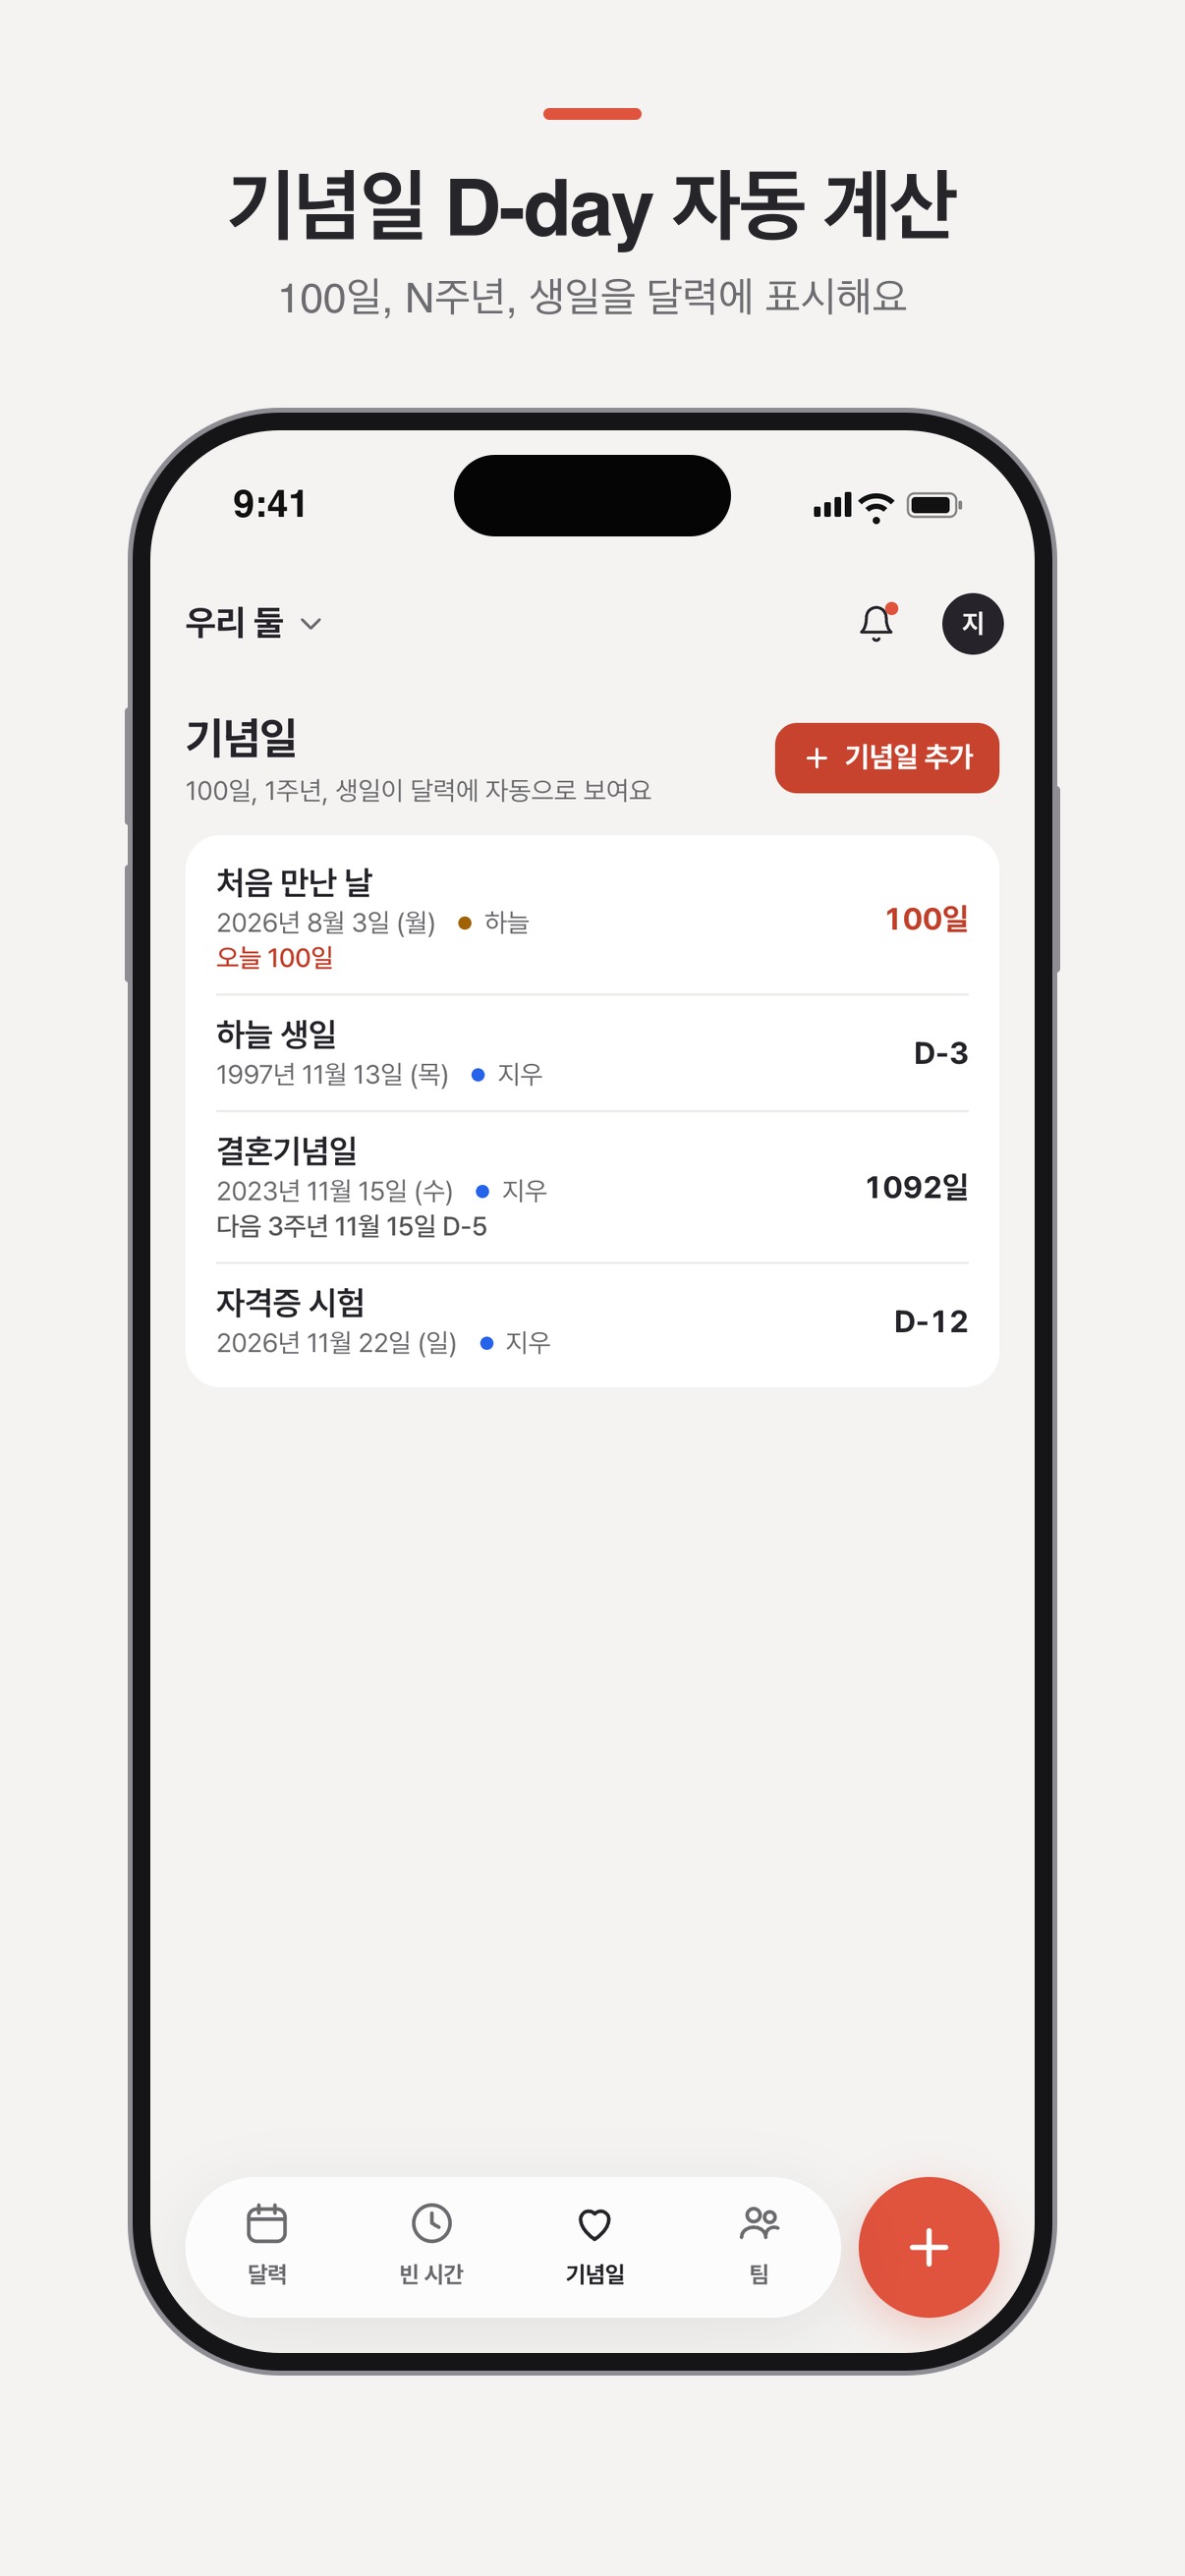 기념일 D-day 자동 계산
100일, N주년, 생일을 달력에 표시해요
9:41
우리 둘
지
기념일
100일, 1주년, 생일이 달력에 자동으로 보여요
기념일 추가
처음 만난 날
2026년 8월 3일 (월) 하늘
오늘 100일
100일
하늘 생일
1997년 11월 13일 (목) 지우
D-3
결혼기념일
2023년 11월 15일 (수) 지우
다음 3주년 11월 15일 D-5
1092일
자격증 시험
2026년 11월 22일 (일) 지우
D-12
달력
빈 시간
기념일
팀